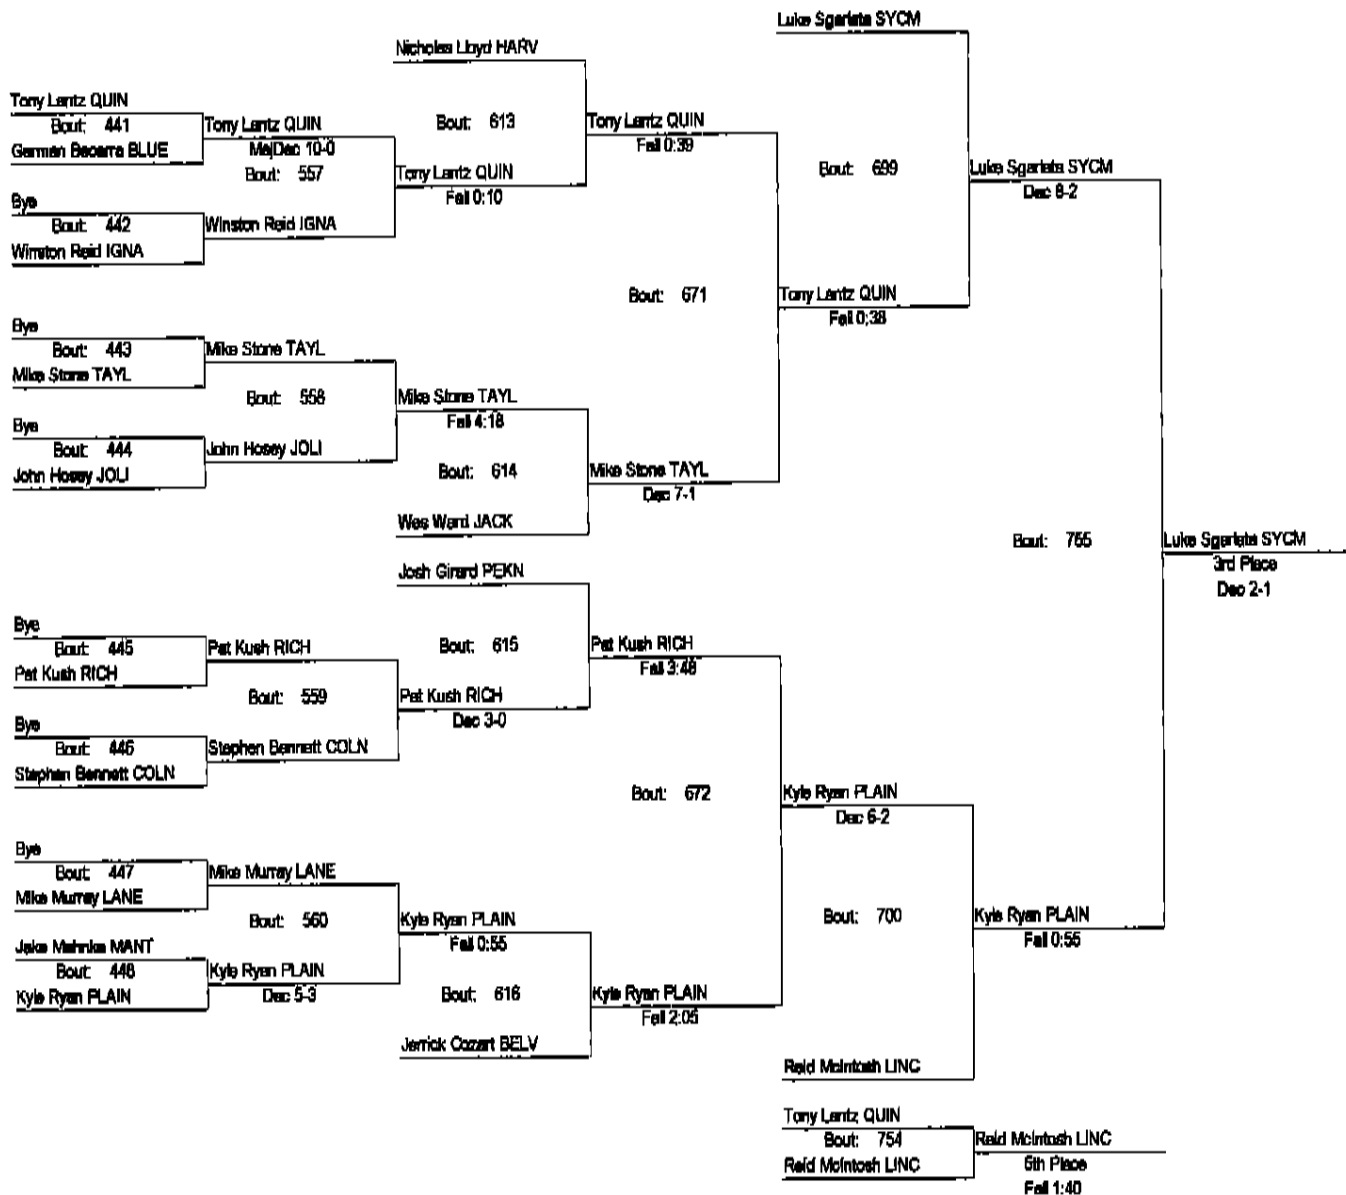 Luke Sgarlata SYCM
Nicholas Lloyd HARV
Tony Lantz QUIN
Bout: 441
German Becerra BLUE
Tony Lantz QUIN
MajDec 10-0
Bout: 557
Bout: 613
Tony Lantz QUIN
Fall 0:39
Tony Lantz QUIN
Fall 0:10
Bout: 699
Luke Sgarlata SYCM
Dec 8-2
Bye
Bout: 442
Winston Reid IGNA
Winston Reid IGNA
Bout: 671
Tony Lantz QUIN
Fall 0:38
Bye
Bout: 443
Mike Stone TAYL
Mike Stone TAYL
Bout: 558
Mike Stone TAYL
Fall 4:18
Bye
Bout: 444
John Hosey JOLI
John Hosey JOLI
Bout: 614
Mike Stone TAYL
Dec 7-1
Wes Ward JACK
Bout: 755
Luke Sgarlata SYCM
3rd Place
Dec 2-1
Josh Girard PEKN
Bye
Bout: 445
Pat Kush RICH
Pat Kush RICH
Bout: 615
Pat Kush RICH
Fall 3:48
Bout: 559
Pat Kush RICH
Dec 3-0
Bye
Bout: 446
Stephen Bennett COLN
Stephen Bennett COLN
Bout: 672
Kyle Ryan PLAIN
Dec 6-2
Bye
Bout: 447
Mike Murray LANE
Mike Murray LANE
Bout: 560
Kyle Ryan PLAIN
Fall 0:55
Bout: 700
Kyle Ryan PLAIN
Fall 0:55
Jake Mahnke MANT
Bout: 448
Kyle Ryan PLAIN
Kyle Ryan PLAIN
Dec 5-3
Bout: 616
Kyle Ryan PLAIN
Fall 2:05
Jerrick Cozart BELV
Reid McIntosh LINC
Tony Lantz QUIN
Bout: 754
Reid McIntosh LINC
Reid McIntosh LINC
5th Place
Fall 1:40